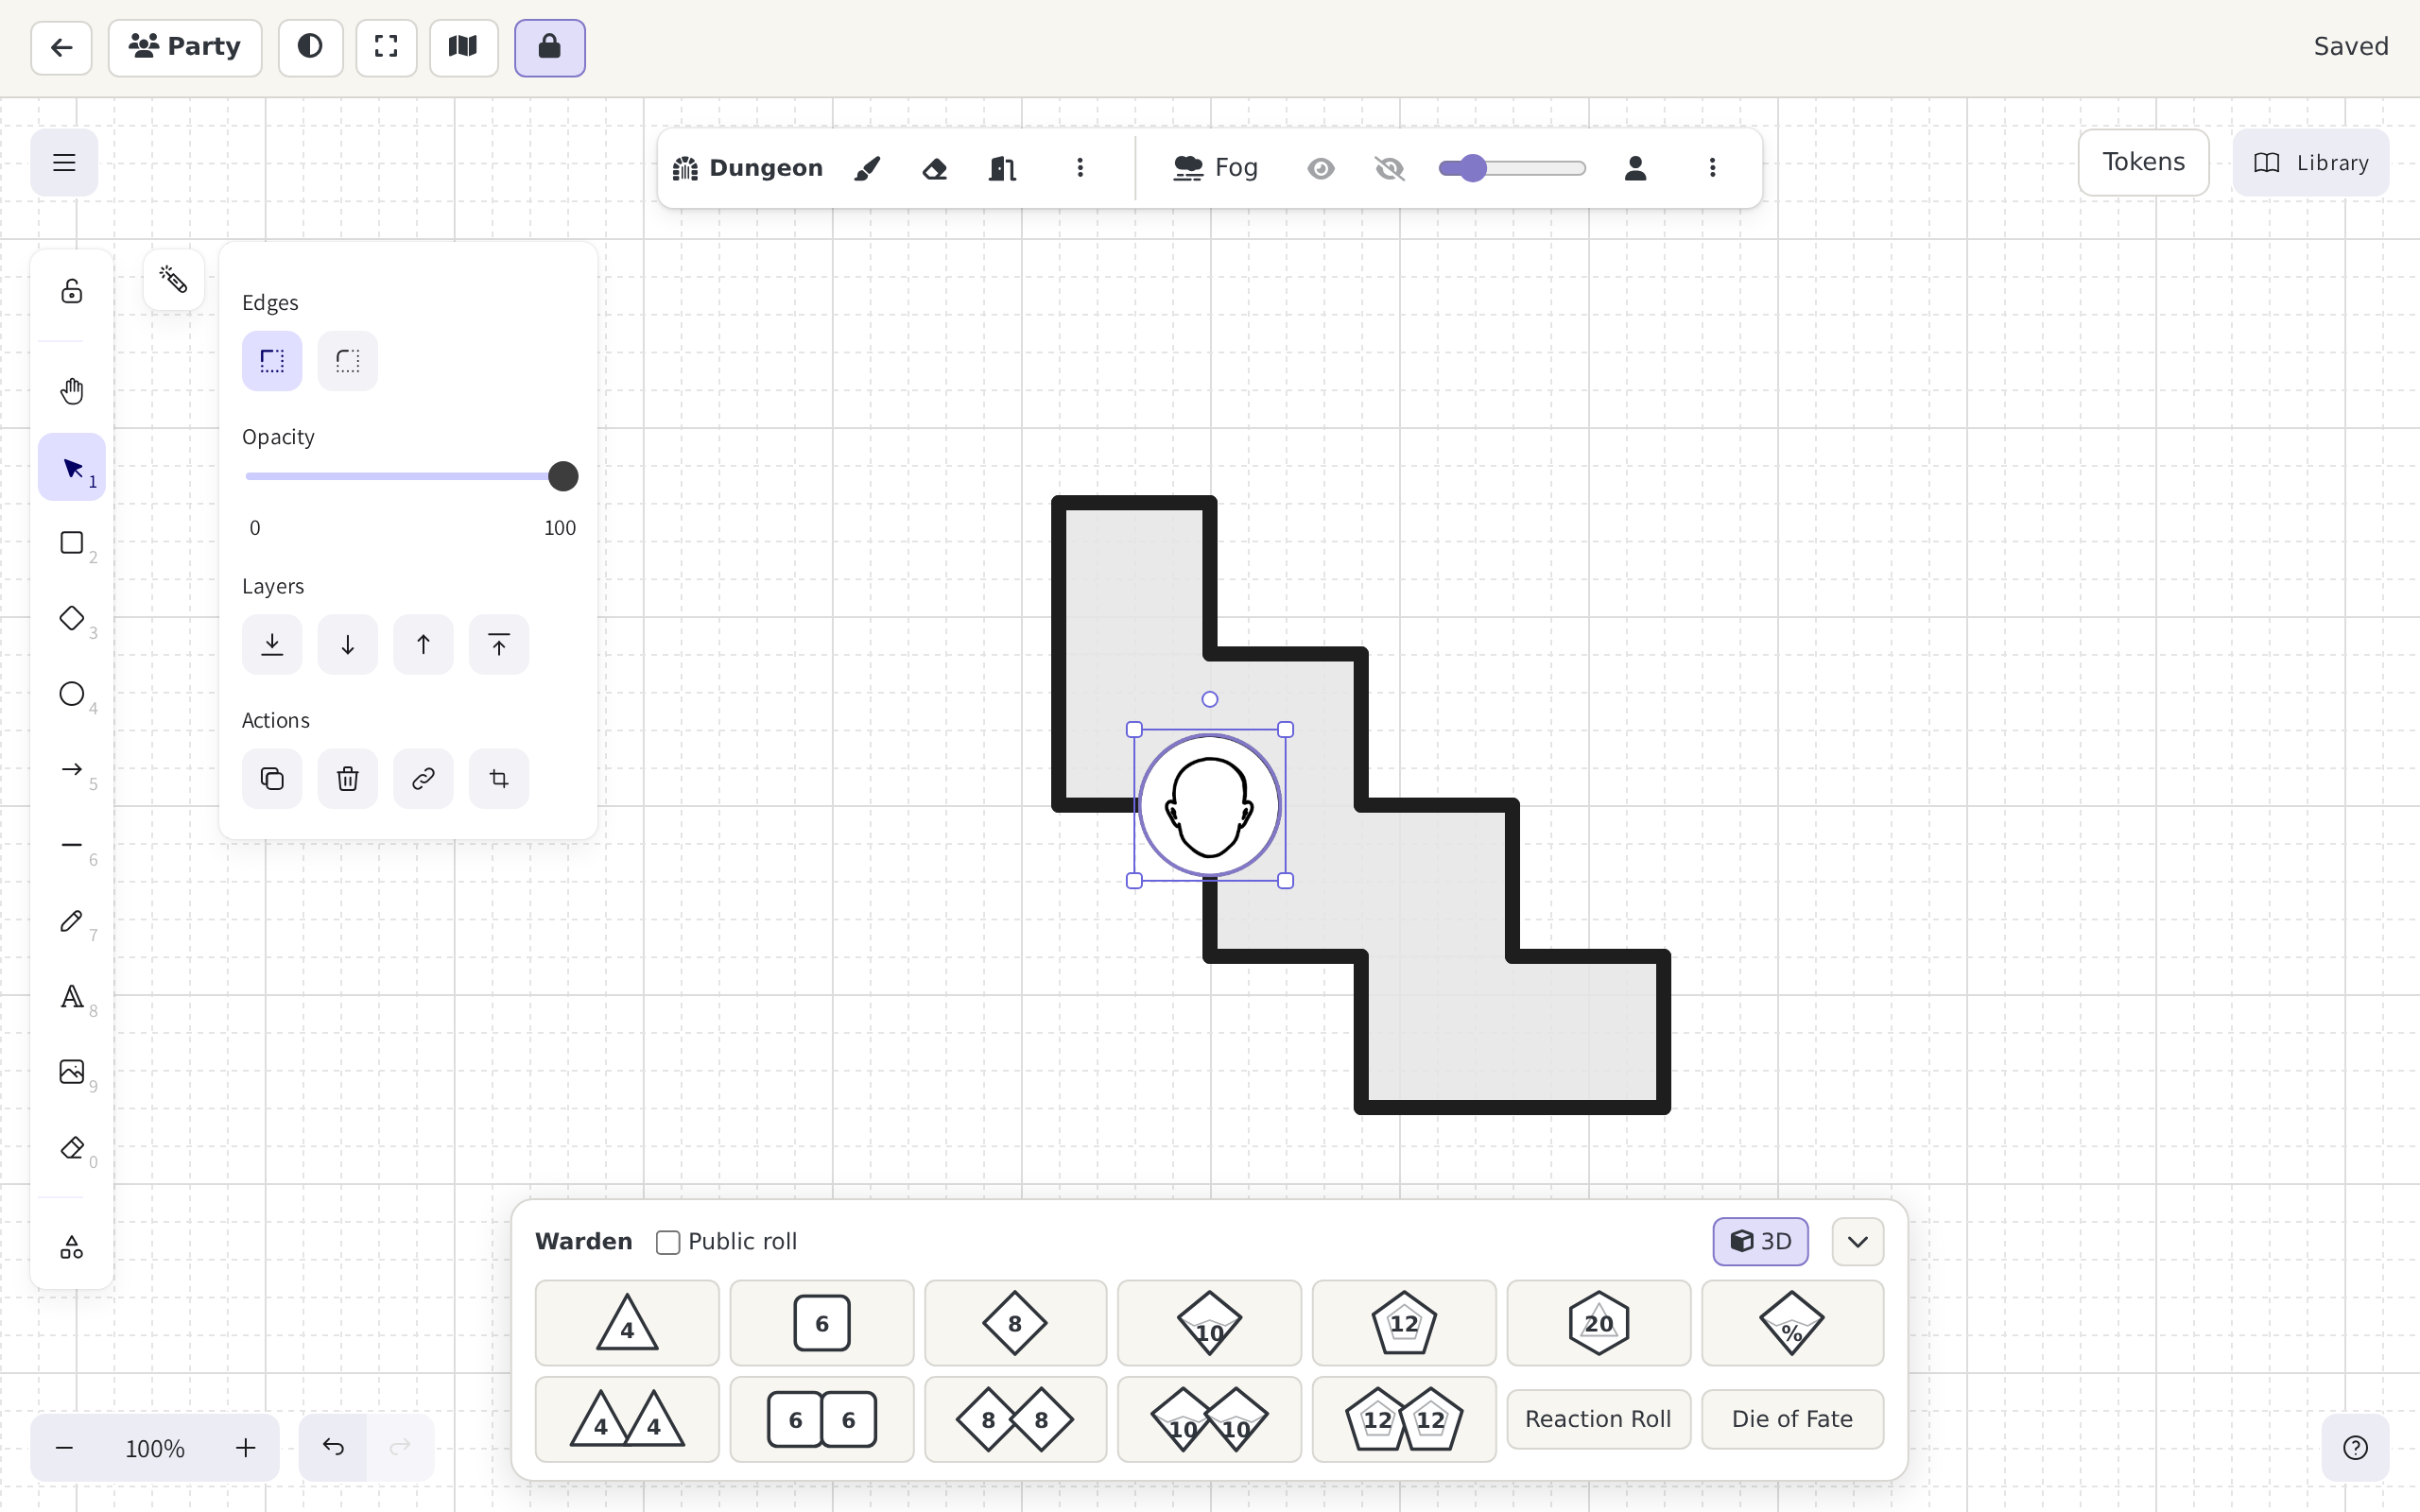 Party
Saved
Dungeon
Fog
Tokens
Library
Edges
Opacity
0 100
Layers
Actions
1
2
3
4
5
6
7
8
9
0
Warden Public roll 3D
4 6 8 10 12 20 %
4 4 6 6 8 8 10 10 12 12 Reaction Roll Die of Fate
100%